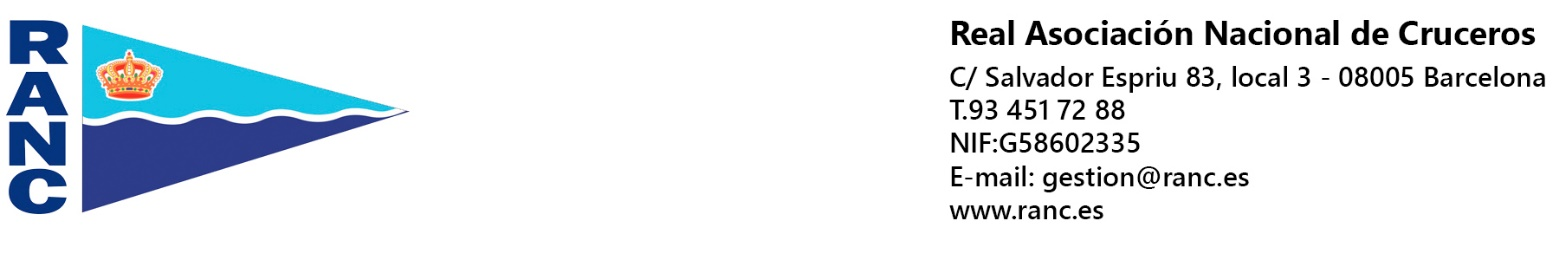 RANC
Real Asociación Nacional de Cruceros
C/ Salvador Espriu 83, local 3 - 08005 Barcelona
T.93 451 72 88
NIF:G58602335
E-mail: gestion@ranc.es
www.ranc.es